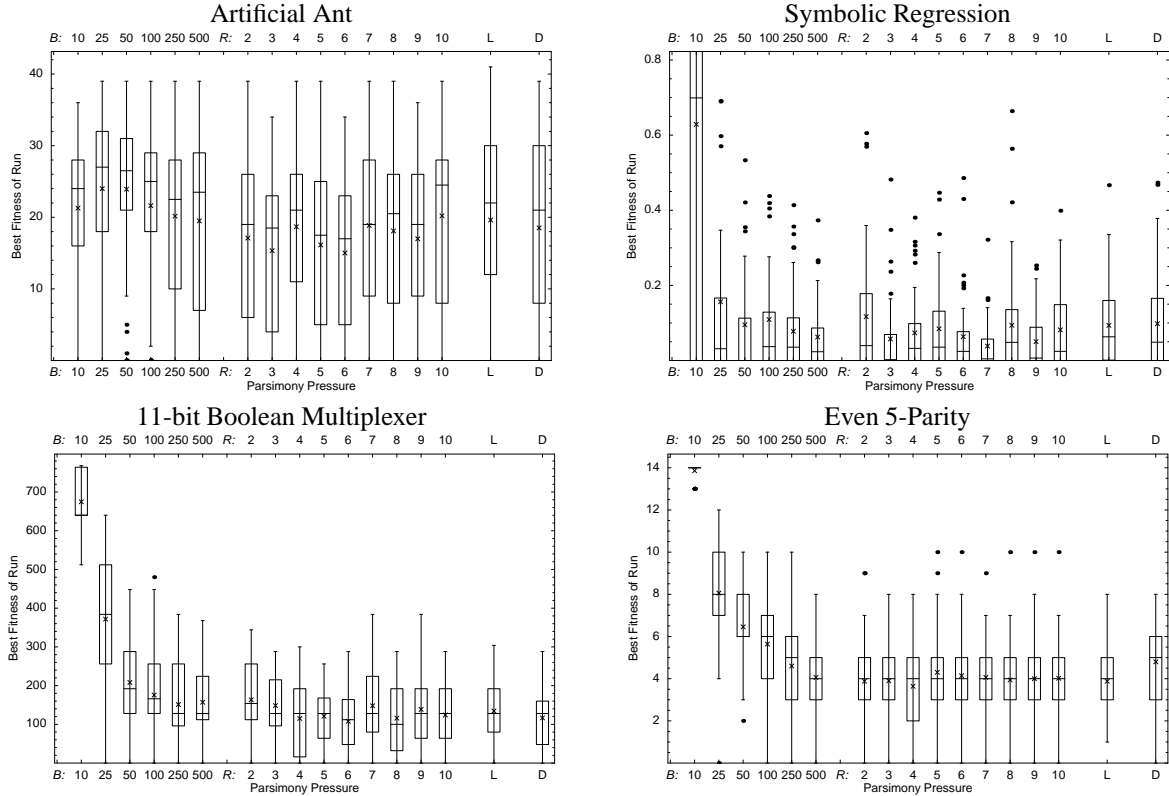 Artificial Ant
B: 10 25 50 100 250 500 R: 2 3 4 5 6 7 8 9 10 L D
40
30
20
10
Best Fitness of Run
B: 10 25 50 100 250 500 R: 2 3 4 5 6 7 8 9 10 L D
Parsimony Pressure
Symbolic Regression
B: 10 25 50 100 250 500 R: 2 3 4 5 6 7 8 9 10 L D
0.8
0.6
0.4
0.2
Best Fitness of Run
B: 10 25 50 100 250 500 R: 2 3 4 5 6 7 8 9 10 L D
Parsimony Pressure
11-bit Boolean Multiplexer
B: 10 25 50 100 250 500 R: 2 3 4 5 6 7 8 9 10 L D
700
600
500
400
300
200
100
Best Fitness of Run
B: 10 25 50 100 250 500 R: 2 3 4 5 6 7 8 9 10 L D
Parsimony Pressure
Even 5-Parity
B: 10 25 50 100 250 500 R: 2 3 4 5 6 7 8 9 10 L D
14
12
10
8
6
4
2
Best Fitness of Run
B: 10 25 50 100 250 500 R: 2 3 4 5 6 7 8 9 10 L D
Parsimony Pressure